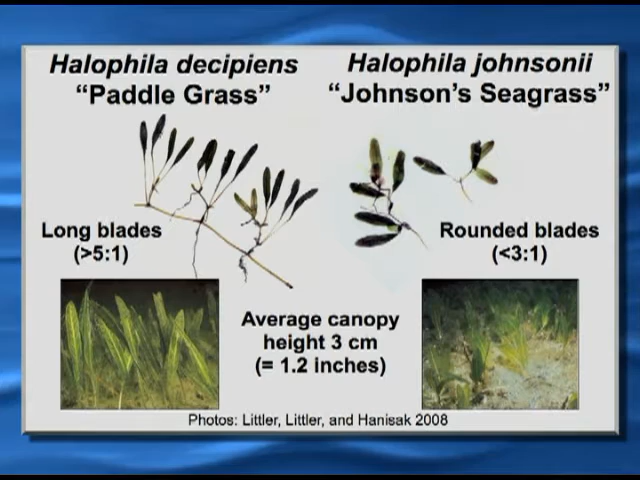 Halophila decipiens
"Paddle Grass"
Halophila johnsonii
"Johnson's Seagrass"
Long blades
(>5:1)
Rounded blades
(<3:1)
Average canopy
height 3 cm
(= 1.2 inches)
Photos: Littler, Littler, and Hanisak 2008